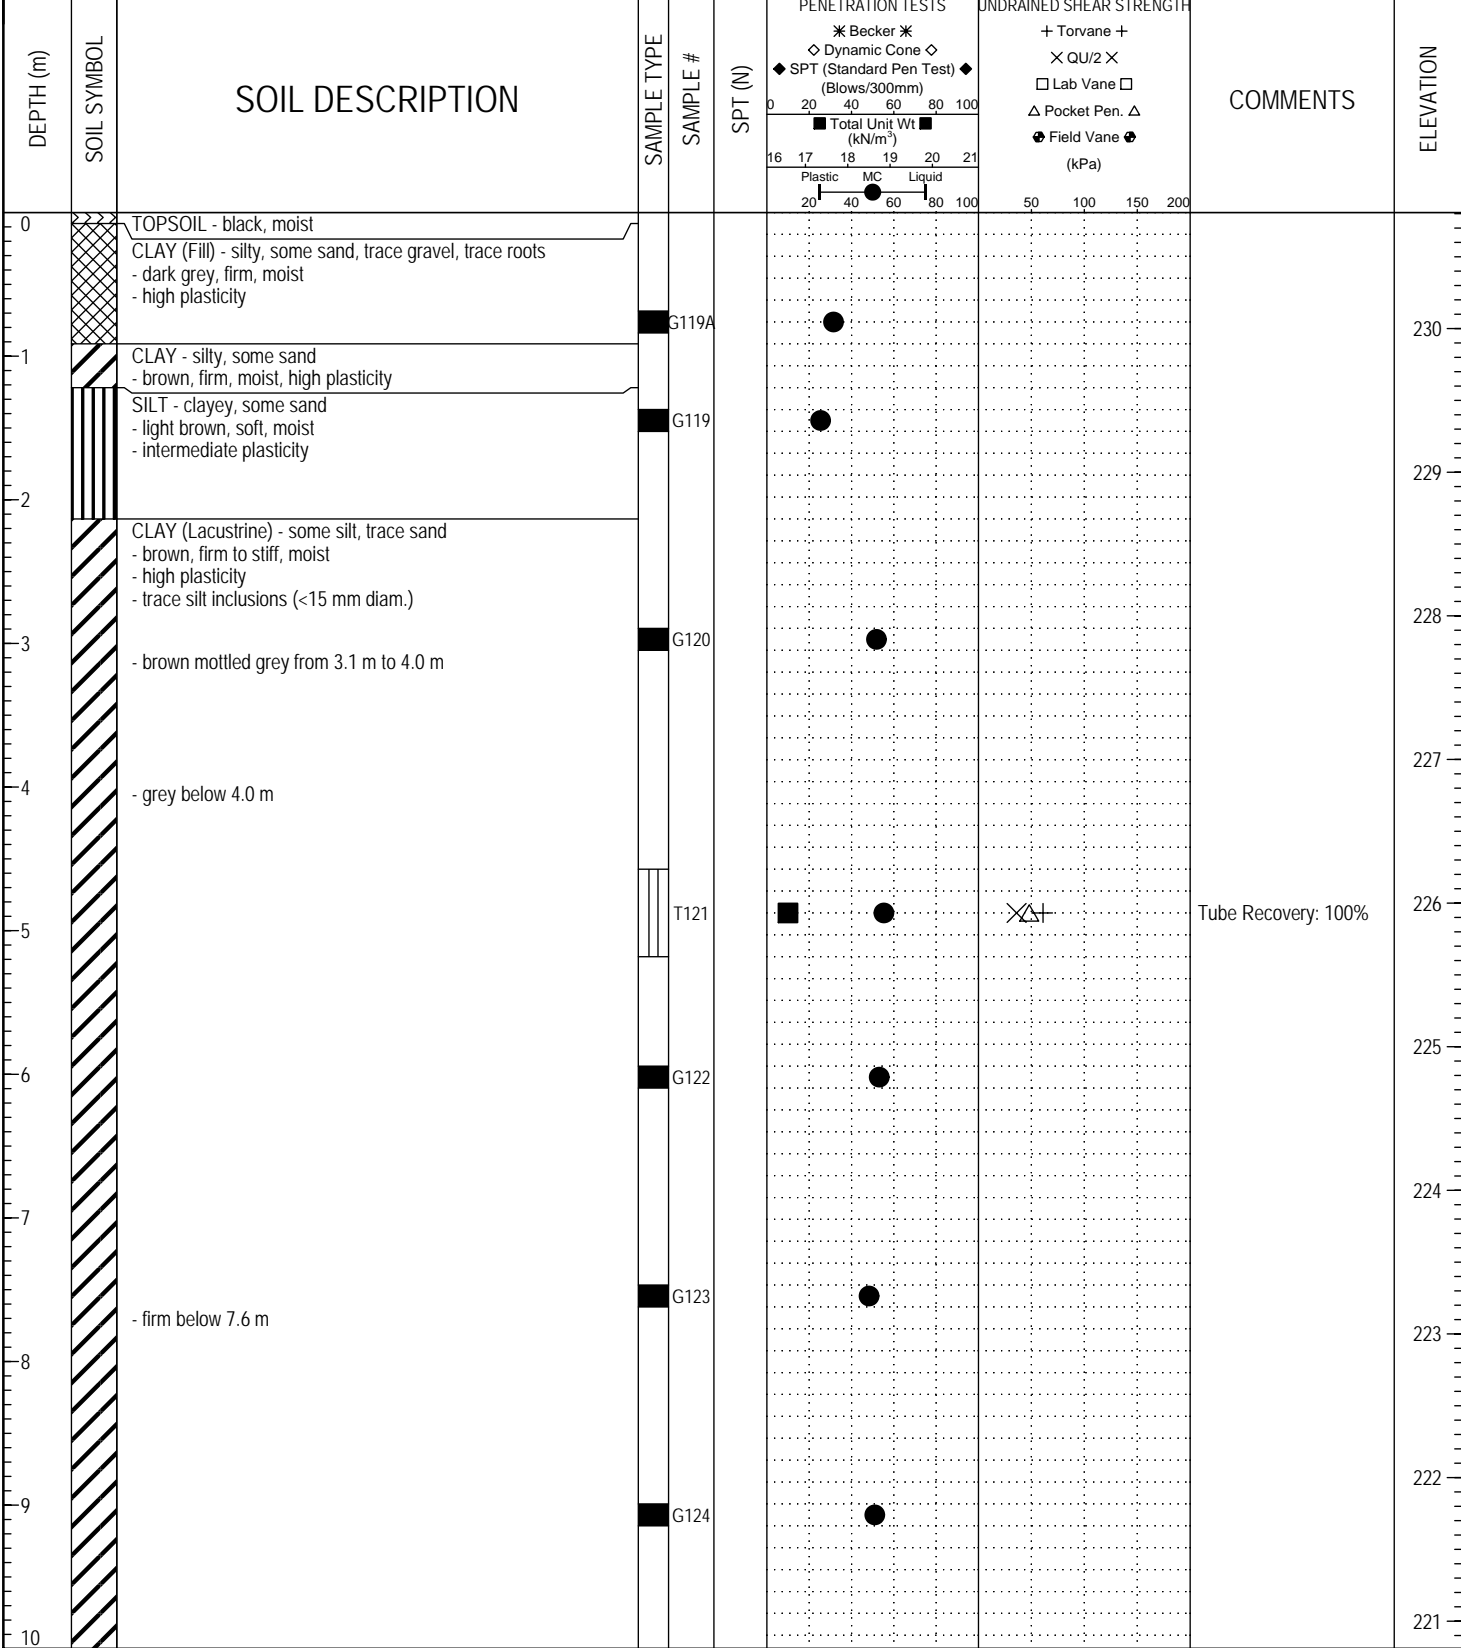 DEPTH (m)
SOIL SYMBOL
SOIL DESCRIPTION
SAMPLE TYPE
SAMPLE #
SPT (N)
PENETRATION TESTS
Becker
Dynamic Cone
SPT (Standard Pen Test)
(Blows/300mm)
0 20 40 60 80 100
Total Unit Wt
(kN/m³)
16 17 18 19 20 21
Plastic MC Liquid
20 40 60 80 100
UNDRAINED SHEAR STRENGTH
Torvane
QU/2
Lab Vane
Pocket Pen.
Field Vane
(kPa)
50 100 150 200
COMMENTS
ELEVATION
0
TOPSOIL - black, moist
CLAY (Fill) - silty, some sand, trace gravel, trace roots
- dark grey, firm, moist
- high plasticity
G119A
230
1
CLAY - silty, some sand
- brown, firm, moist, high plasticity
SILT - clayey, some sand
- light brown, soft, moist
- intermediate plasticity
G119
229
2
CLAY (Lacustrine) - some silt, trace sand
- brown, firm to stiff, moist
- high plasticity
- trace silt inclusions (<15 mm diam.)
228
G120
3
- brown mottled grey from 3.1 m to 4.0 m
227
4
- grey below 4.0 m
226
T121
Tube Recovery: 100%
5
225
6
G122
224
7
G123
- firm below 7.6 m
223
8
222
9
G124
221
10